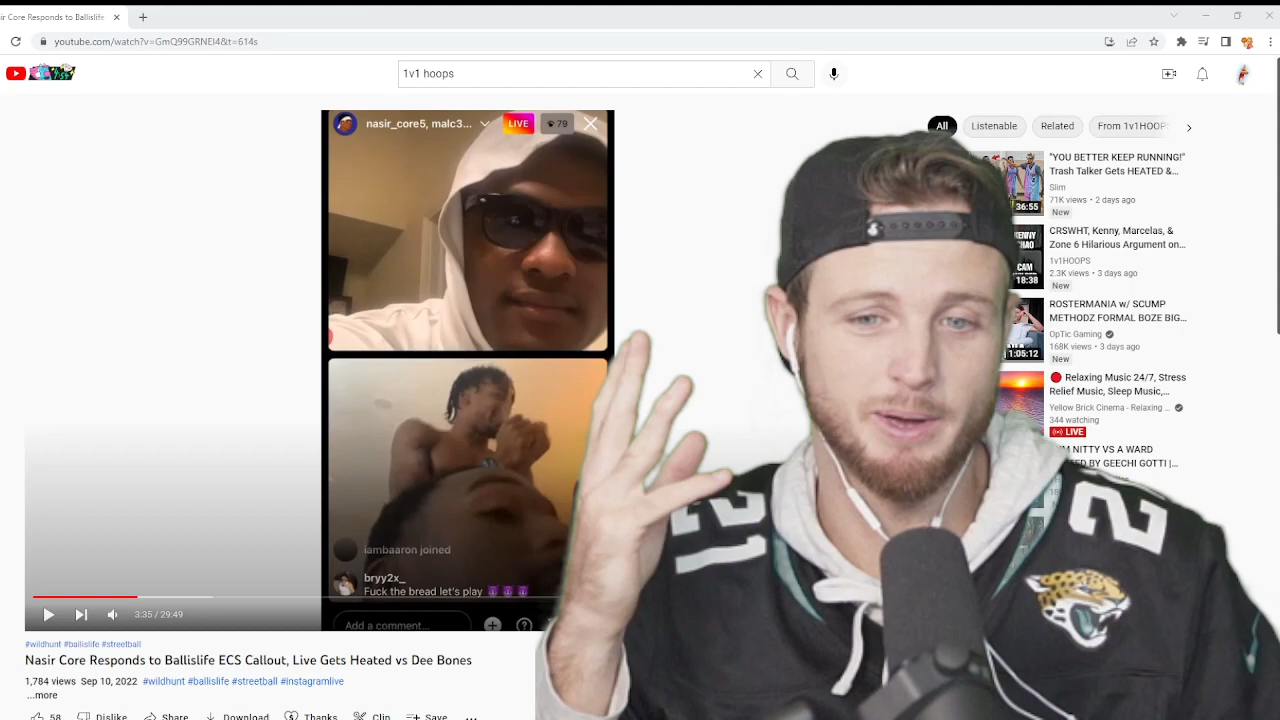 ir Core Responds to Ballislife
youtube.com/watch?v=GmQ99GRNEI4&t=614s
1v1 hoops
nasir_core5, malc3...
LIVE
79
All
Listenable
Related
From 1v1HOOP
"YOU BETTER KEEP RUNNING!"
Trash Talker Gets HEATED &...
Slim
71K views • 2 days ago
New
36:55
CRSWHT, Kenny, Marcelas, &
Zone 6 Hilarious Argument on...
1v1HOOPS
2.3K views • 3 days ago
New
18:38
ROSTERMANIA w/ SCUMP
METHODZ FORMAL BOZE BIG...
OpTic Gaming
168K views • 3 days ago
New
1:05:12
Relaxing Music 24/7, Stress
Relief Music, Sleep Music,...
Yellow Brick Cinema - Relaxing ...
344 watching
LIVE
NITTY VS A WARD
TED BY GEECHI GOTTI |...
iambaaron joined
bryy2x_
Fuck the bread let's play 😈😈😈
Add a comment...
3:35 / 29:49
21
2
#wildhunt #ballislife #streetball
Nasir Core Responds to Ballislife ECS Callout, Live Gets Heated vs Dee Bones
1,784 views Sep 10, 2022 #wildhunt #ballislife #streetball #instagramlive
...more
58
Dislike
Share
Download
Thanks
Clip
Save